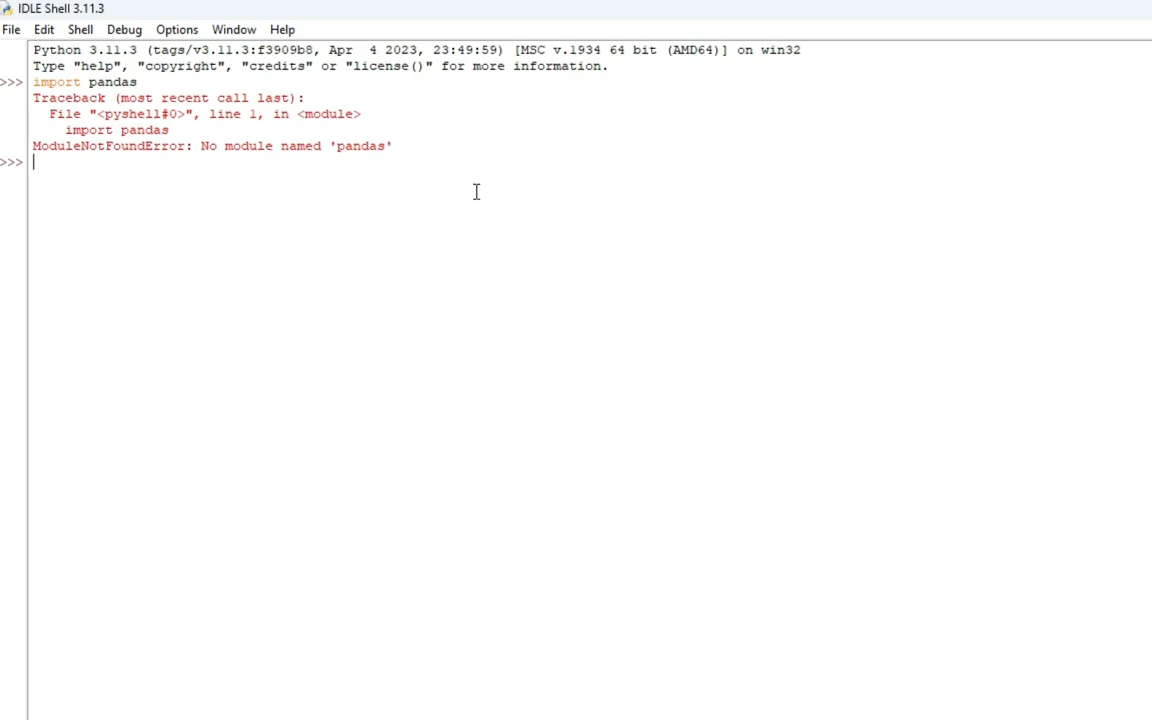 IDLE Shell 3.11.3
File Edit Shell Debug Options Window Help
Python 3.11.3 (tags/v3.11.3:f3909b8, Apr  4 2023, 23:49:59) [MSC v.1934 64 bit (AMD64)] on win32
Type "help", "copyright", "credits" or "license()" for more information.
>>> import pandas
Traceback (most recent call last):
  File "<pyshell#0>", line 1, in <module>
    import pandas
ModuleNotFoundError: No module named 'pandas'
>>>